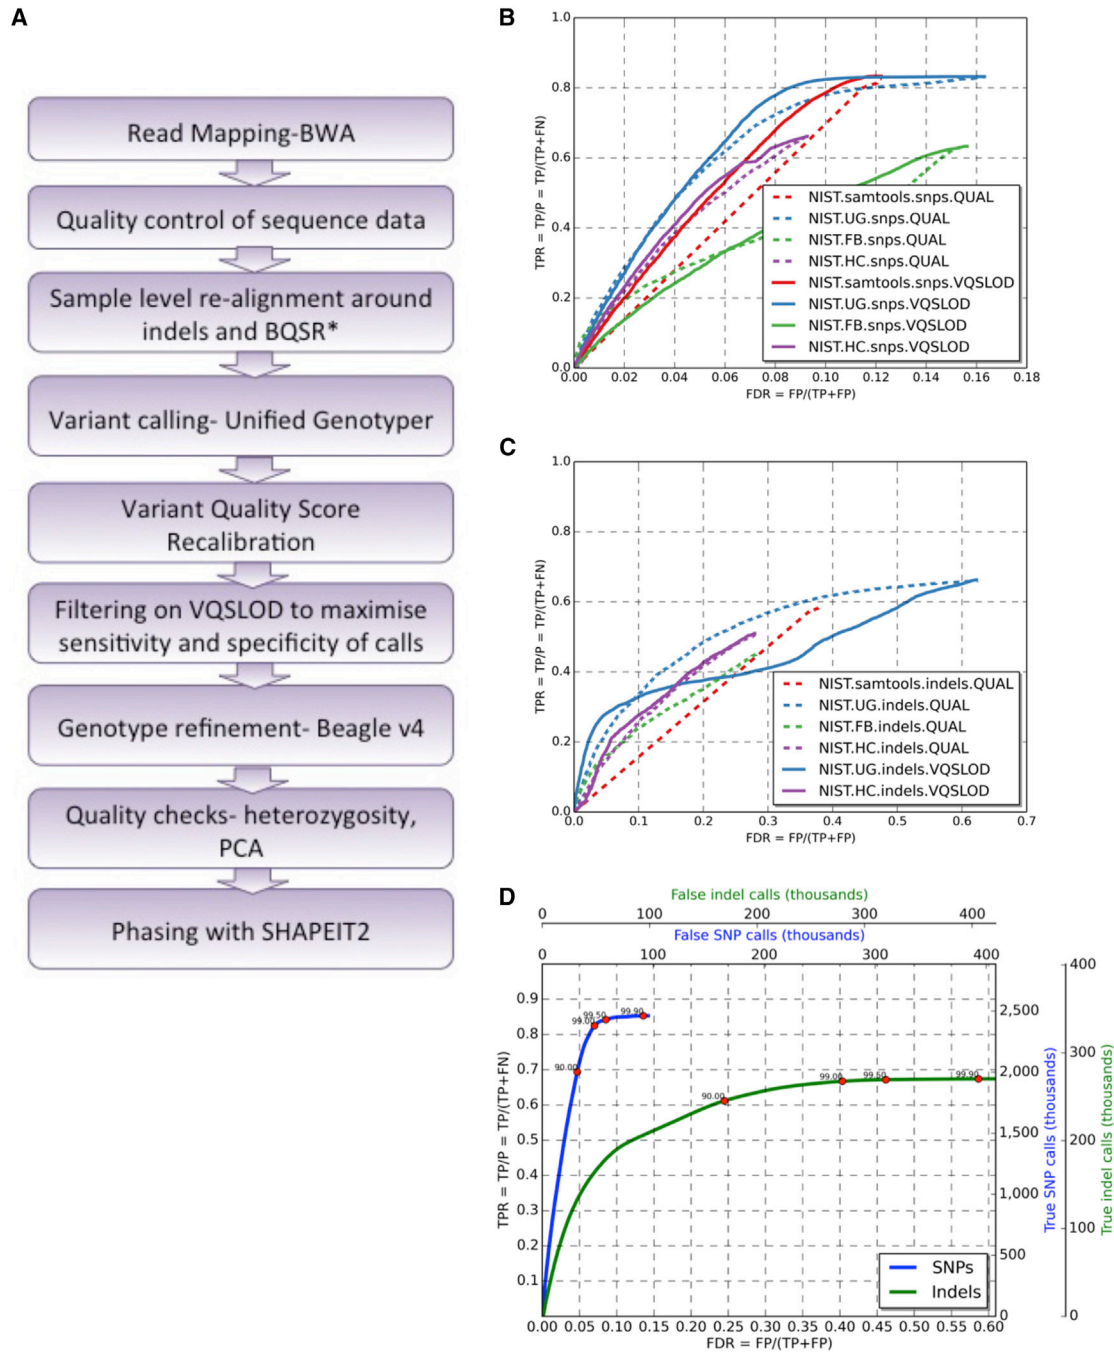 A
Read Mapping-BWA
Quality control of sequence data
Sample level re-alignment around
indels and BQSR*
Variant calling- Unified Genotyper
Variant Quality Score
Recalibration
Filtering on VQSLOD to maximise
sensitivity and specificity of calls
Genotype refinement- Beagle v4
Quality checks- heterozygosity,
PCA
Phasing with SHAPEIT2
B
1.0
0.8
0.6
0.4
0.2
0.0
TPR = TP/P = TP/(TP+FN)
NIST.samtools.snps.QUAL
NIST.UG.snps.QUAL
NIST.FB.snps.QUAL
NIST.HC.snps.QUAL
NIST.samtools.snps.VQSLOD
NIST.UG.snps.VQSLOD
NIST.FB.snps.VQSLOD
NIST.HC.snps.VQSLOD
0.00 0.02 0.04 0.06 0.08 0.10 0.12 0.14 0.16 0.18
FDR = FP/(TP+FP)
C
1.0
0.8
0.6
0.4
0.2
0.0
TPR = TP/P = TP/(TP+FN)
NIST.samtools.indels.QUAL
NIST.UG.indels.QUAL
NIST.FB.indels.QUAL
NIST.HC.indels.QUAL
NIST.UG.indels.VQSLOD
NIST.HC.indels.VQSLOD
0.0 0.1 0.2 0.3 0.4 0.5 0.6 0.7
FDR = FP/(TP+FP)
D
False indel calls (thousands)
0 100 200 300 400
False SNP calls (thousands)
0 100 200 300 400
0.9
0.8
0.7
0.6
0.5
0.4
0.3
0.2
0.1
TPR = TP/P = TP/(TP+FN)
90.00
99.00
99.50
99.90
90.00
99.00
99.50
99.90
2,500
2,000
1,500
1,000
500
0
True SNP calls (thousands)
400
300
200
100
0
True indel calls (thousands)
SNPs
Indels
0.00 0.05 0.10 0.15 0.20 0.25 0.30 0.35 0.40 0.45 0.50 0.55 0.60
FDR = FP/(TP+FP)